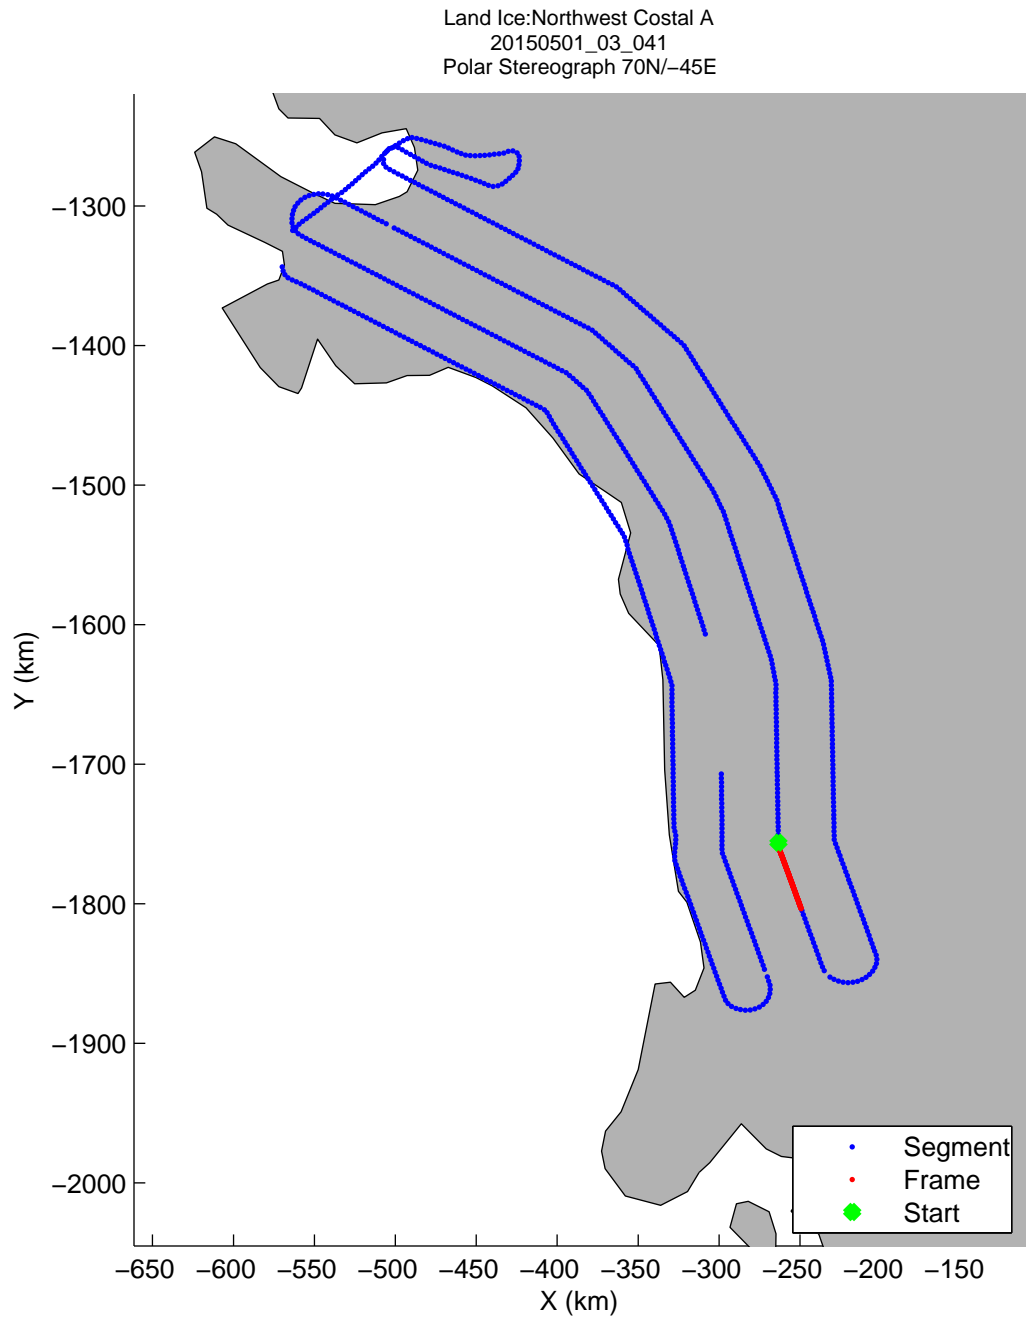 Land Ice:Northwest Costal A
20150501_03_041
Polar Stereograph 70N/−45E
−1300
−1400
−1500
−1600
−1700
−1800
−1900
−2000
Y (km)
Segment
Frame
Start
−650 −600 −550 −500 −450 −400 −350 −300 −250 −200 −150
X (km)